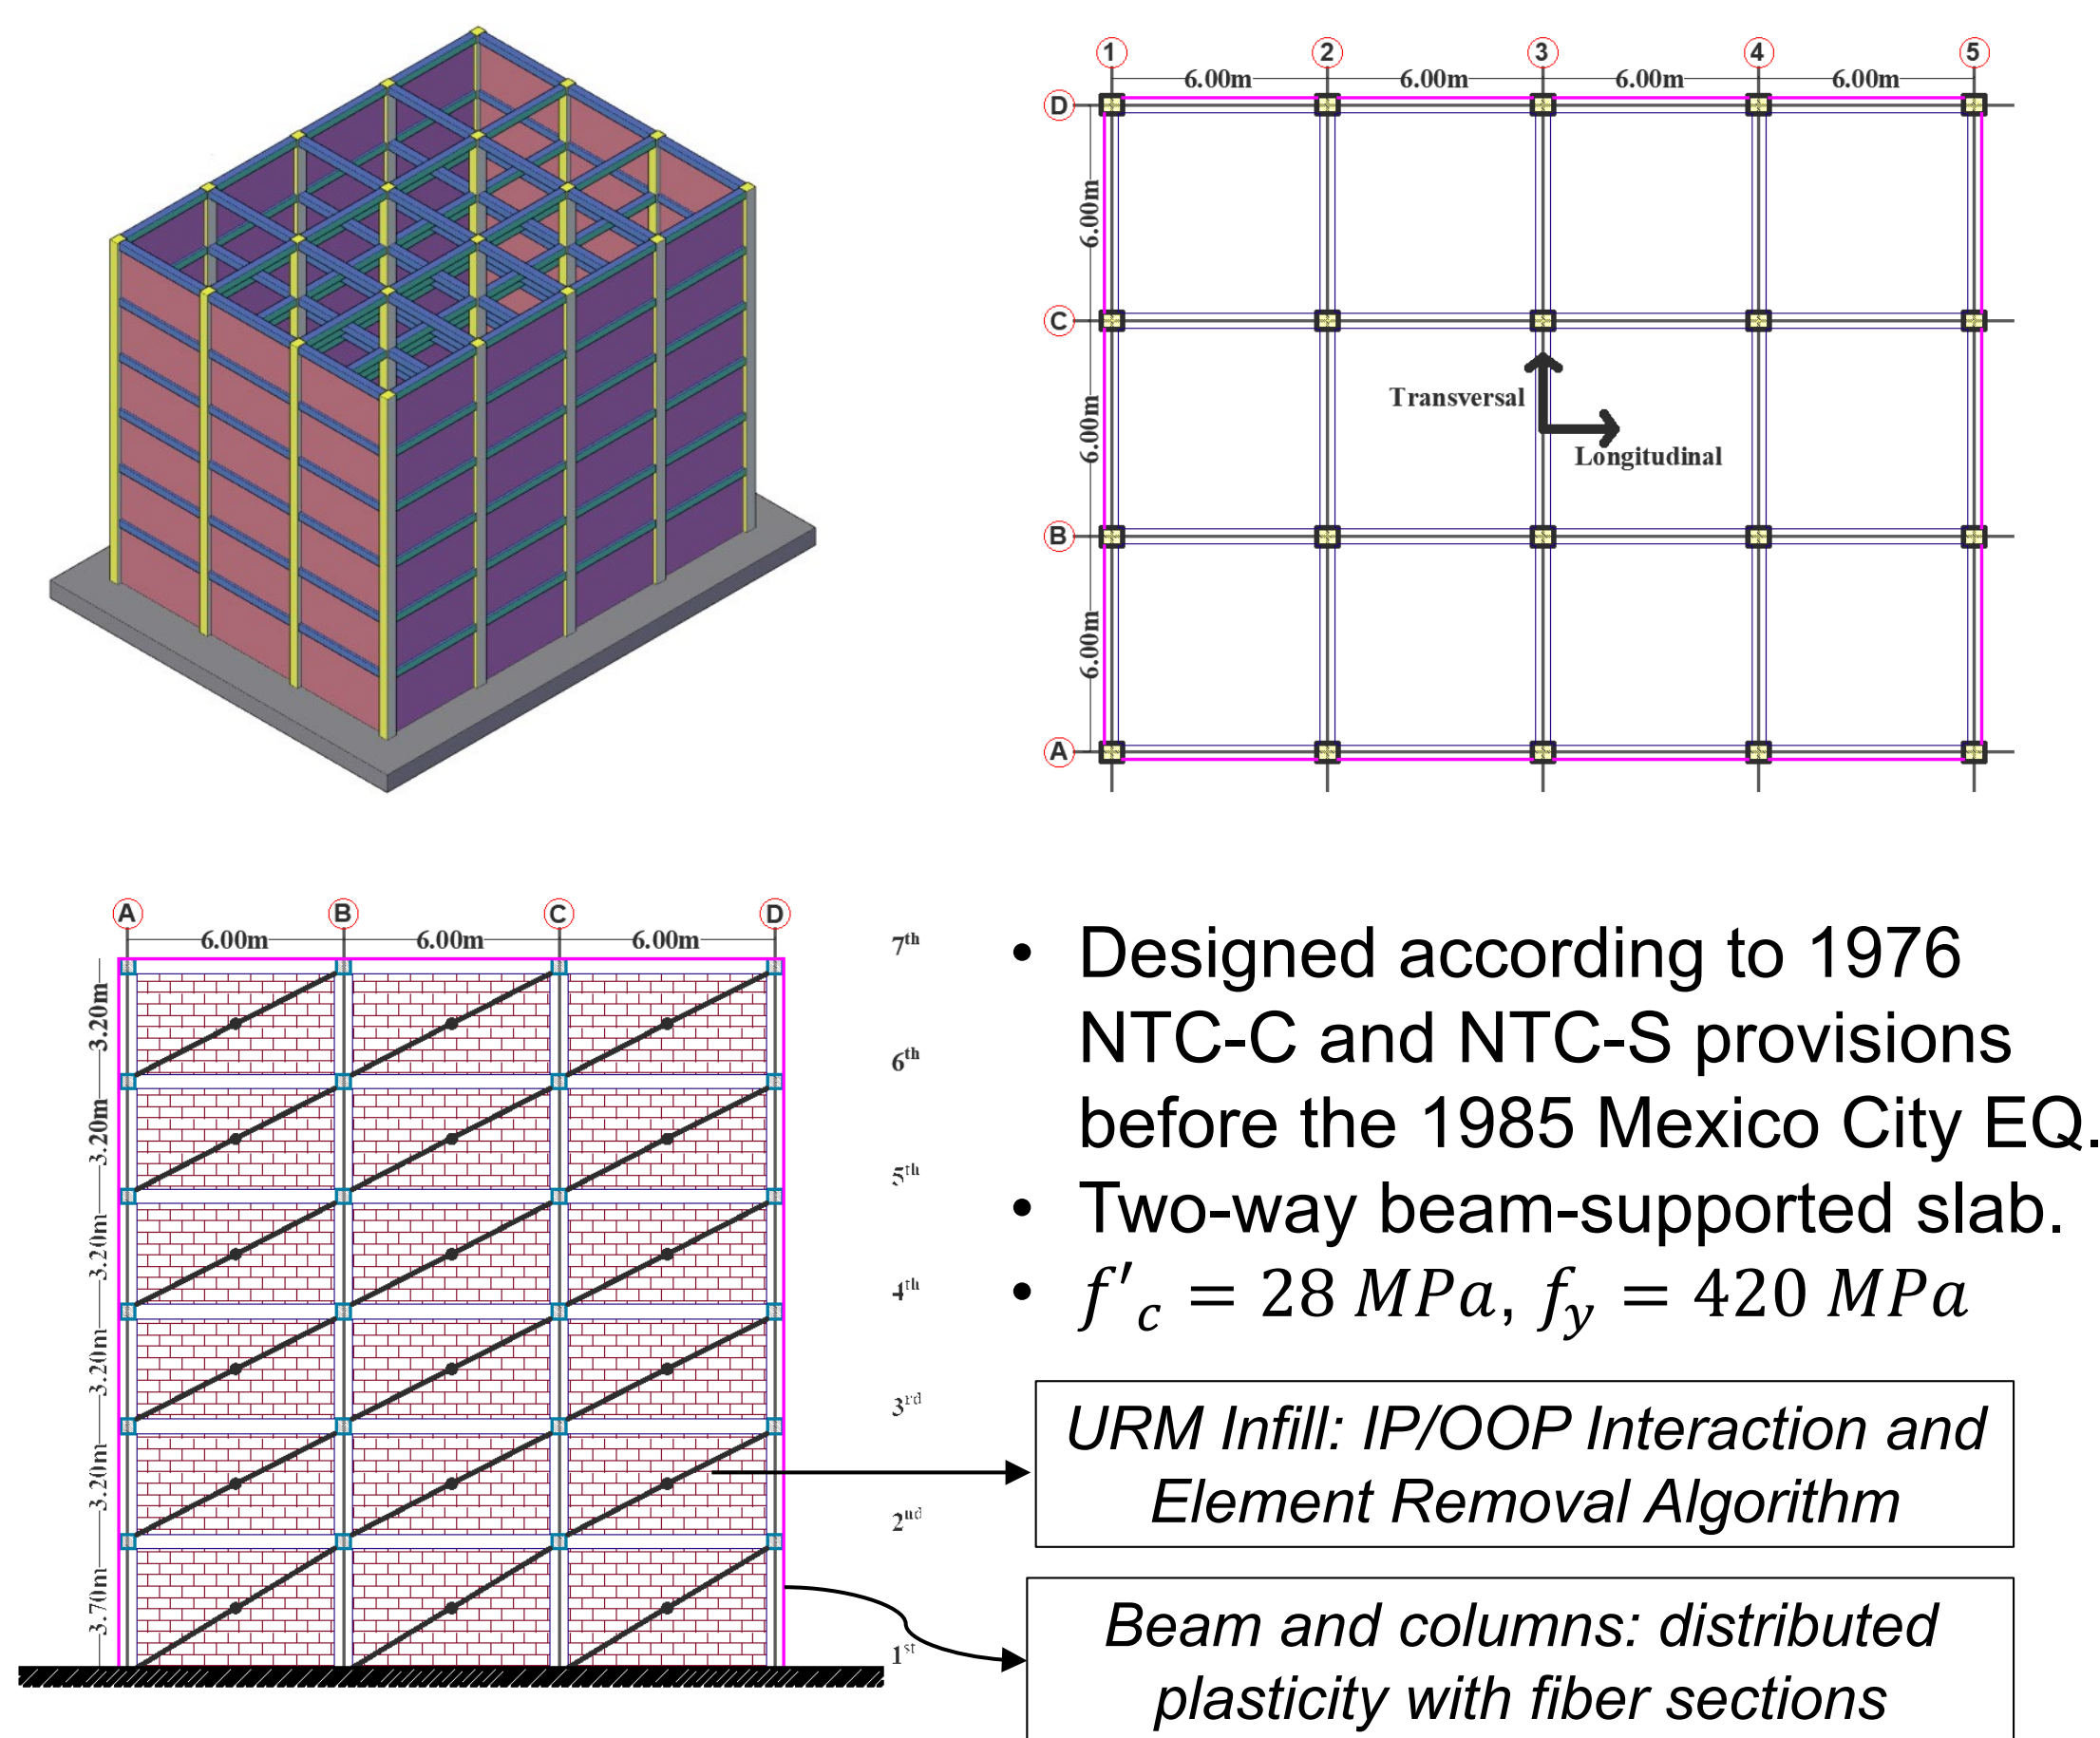 1 2 3 4 5
6.00m 6.00m 6.00m 6.00m
D
6.00m
C
Transversal
Longitudinal
6.00m
B
6.00m
A
A B C D
6.00m 6.00m 6.00m
7th
3.20m
6th
3.20m
5th
3.20m
4th
3.20m
3rd
3.20m
2nd
3.70m
1st
• Designed according to 1976
NTC-C and NTC-S provisions
before the 1985 Mexico City EQ.
• Two-way beam-supported slab.
• f′c = 28 MPa, fy = 420 MPa
URM Infill: IP/OOP Interaction and
Element Removal Algorithm
Beam and columns: distributed
plasticity with fiber sections